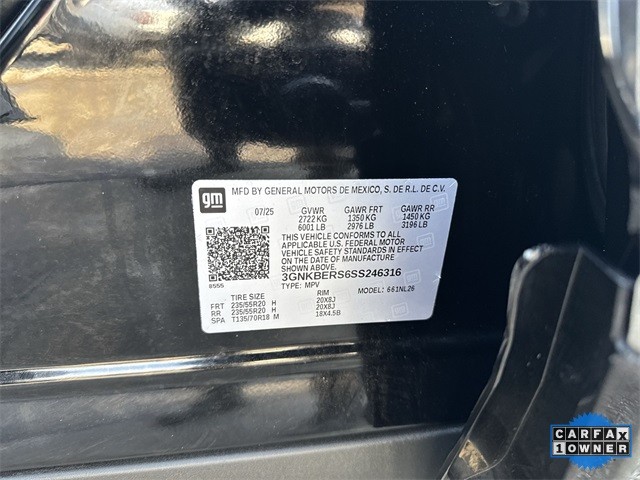 gm MFD BY GENERAL MOTORS DE MEXICO, S. DE R.L. DE C.V.
07/25 GVWR GAWR FRT GAWR RR
2722 KG 1350 KG 1450 KG
6001 LB 2976 LB 3196 LB
THIS VEHICLE CONFORMS TO ALL
APPLICABLE U.S. FEDERAL MOTOR
VEHICLE SAFETY STANDARDS IN EFFECT
ON THE DATE OF MANUFACTURE
SHOWN ABOVE.
3GNKBERS6SS246316
8555 TYPE: MPV MODEL: 661NL26
TIRE SIZE RIM
FRT 235/55R20 H 20X8J
RR 235/55R20 H 20X8J
SPA T135/70R18 M 18X4.5B
CARFAX
1 OWNER